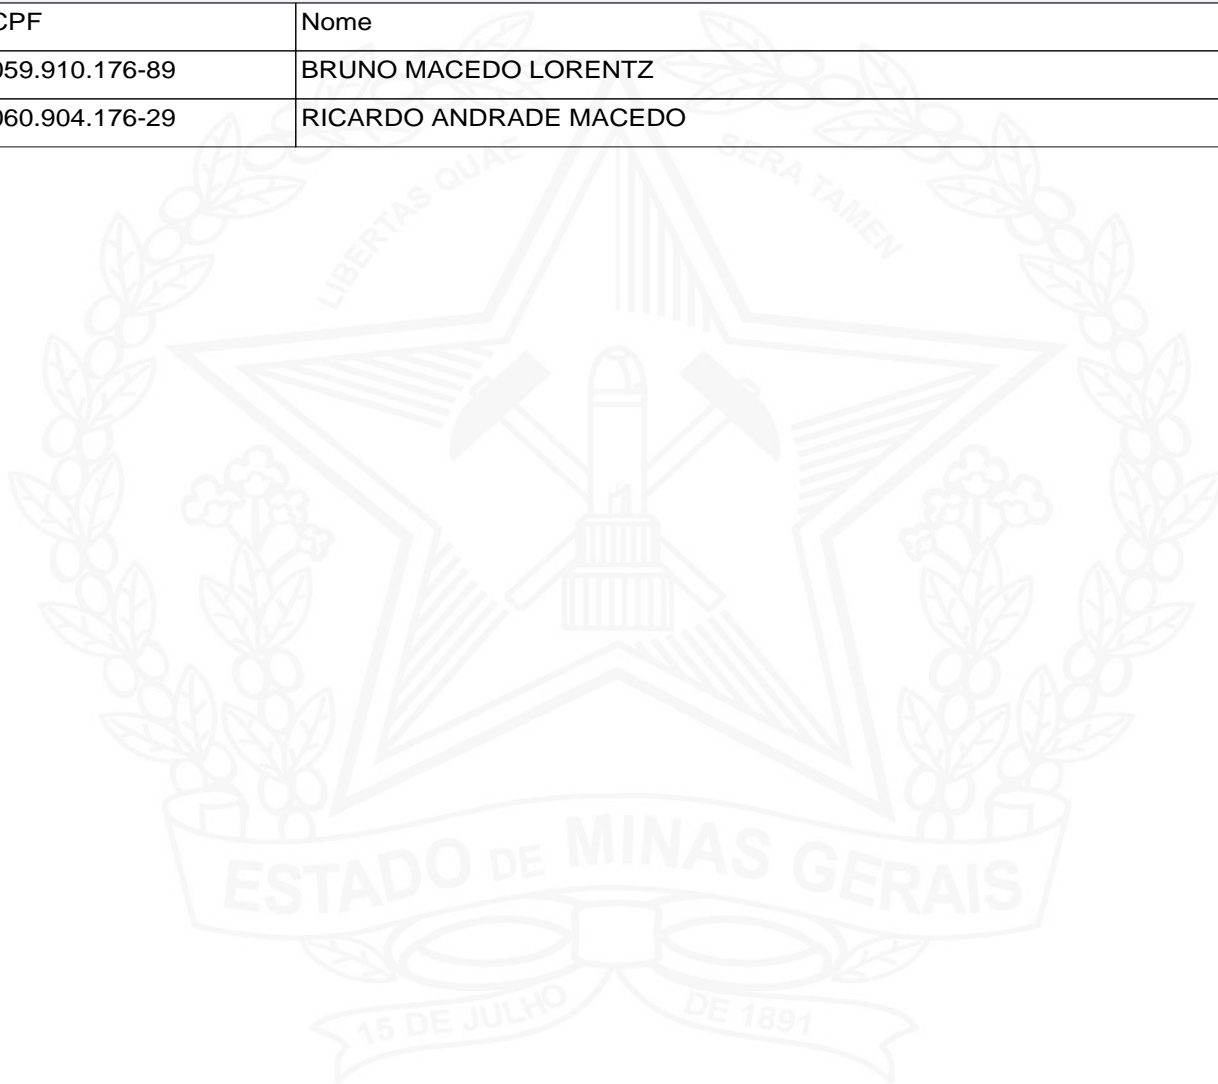 CPF Nome
059.910.176-89 BRUNO MACEDO LORENTZ
060.904.176-29 RICARDO ANDRADE MACEDO
LIBERTAS QUAE SERA TAMEN
ESTADO DE MINAS GERAIS
15 DE JULHO DE 1891